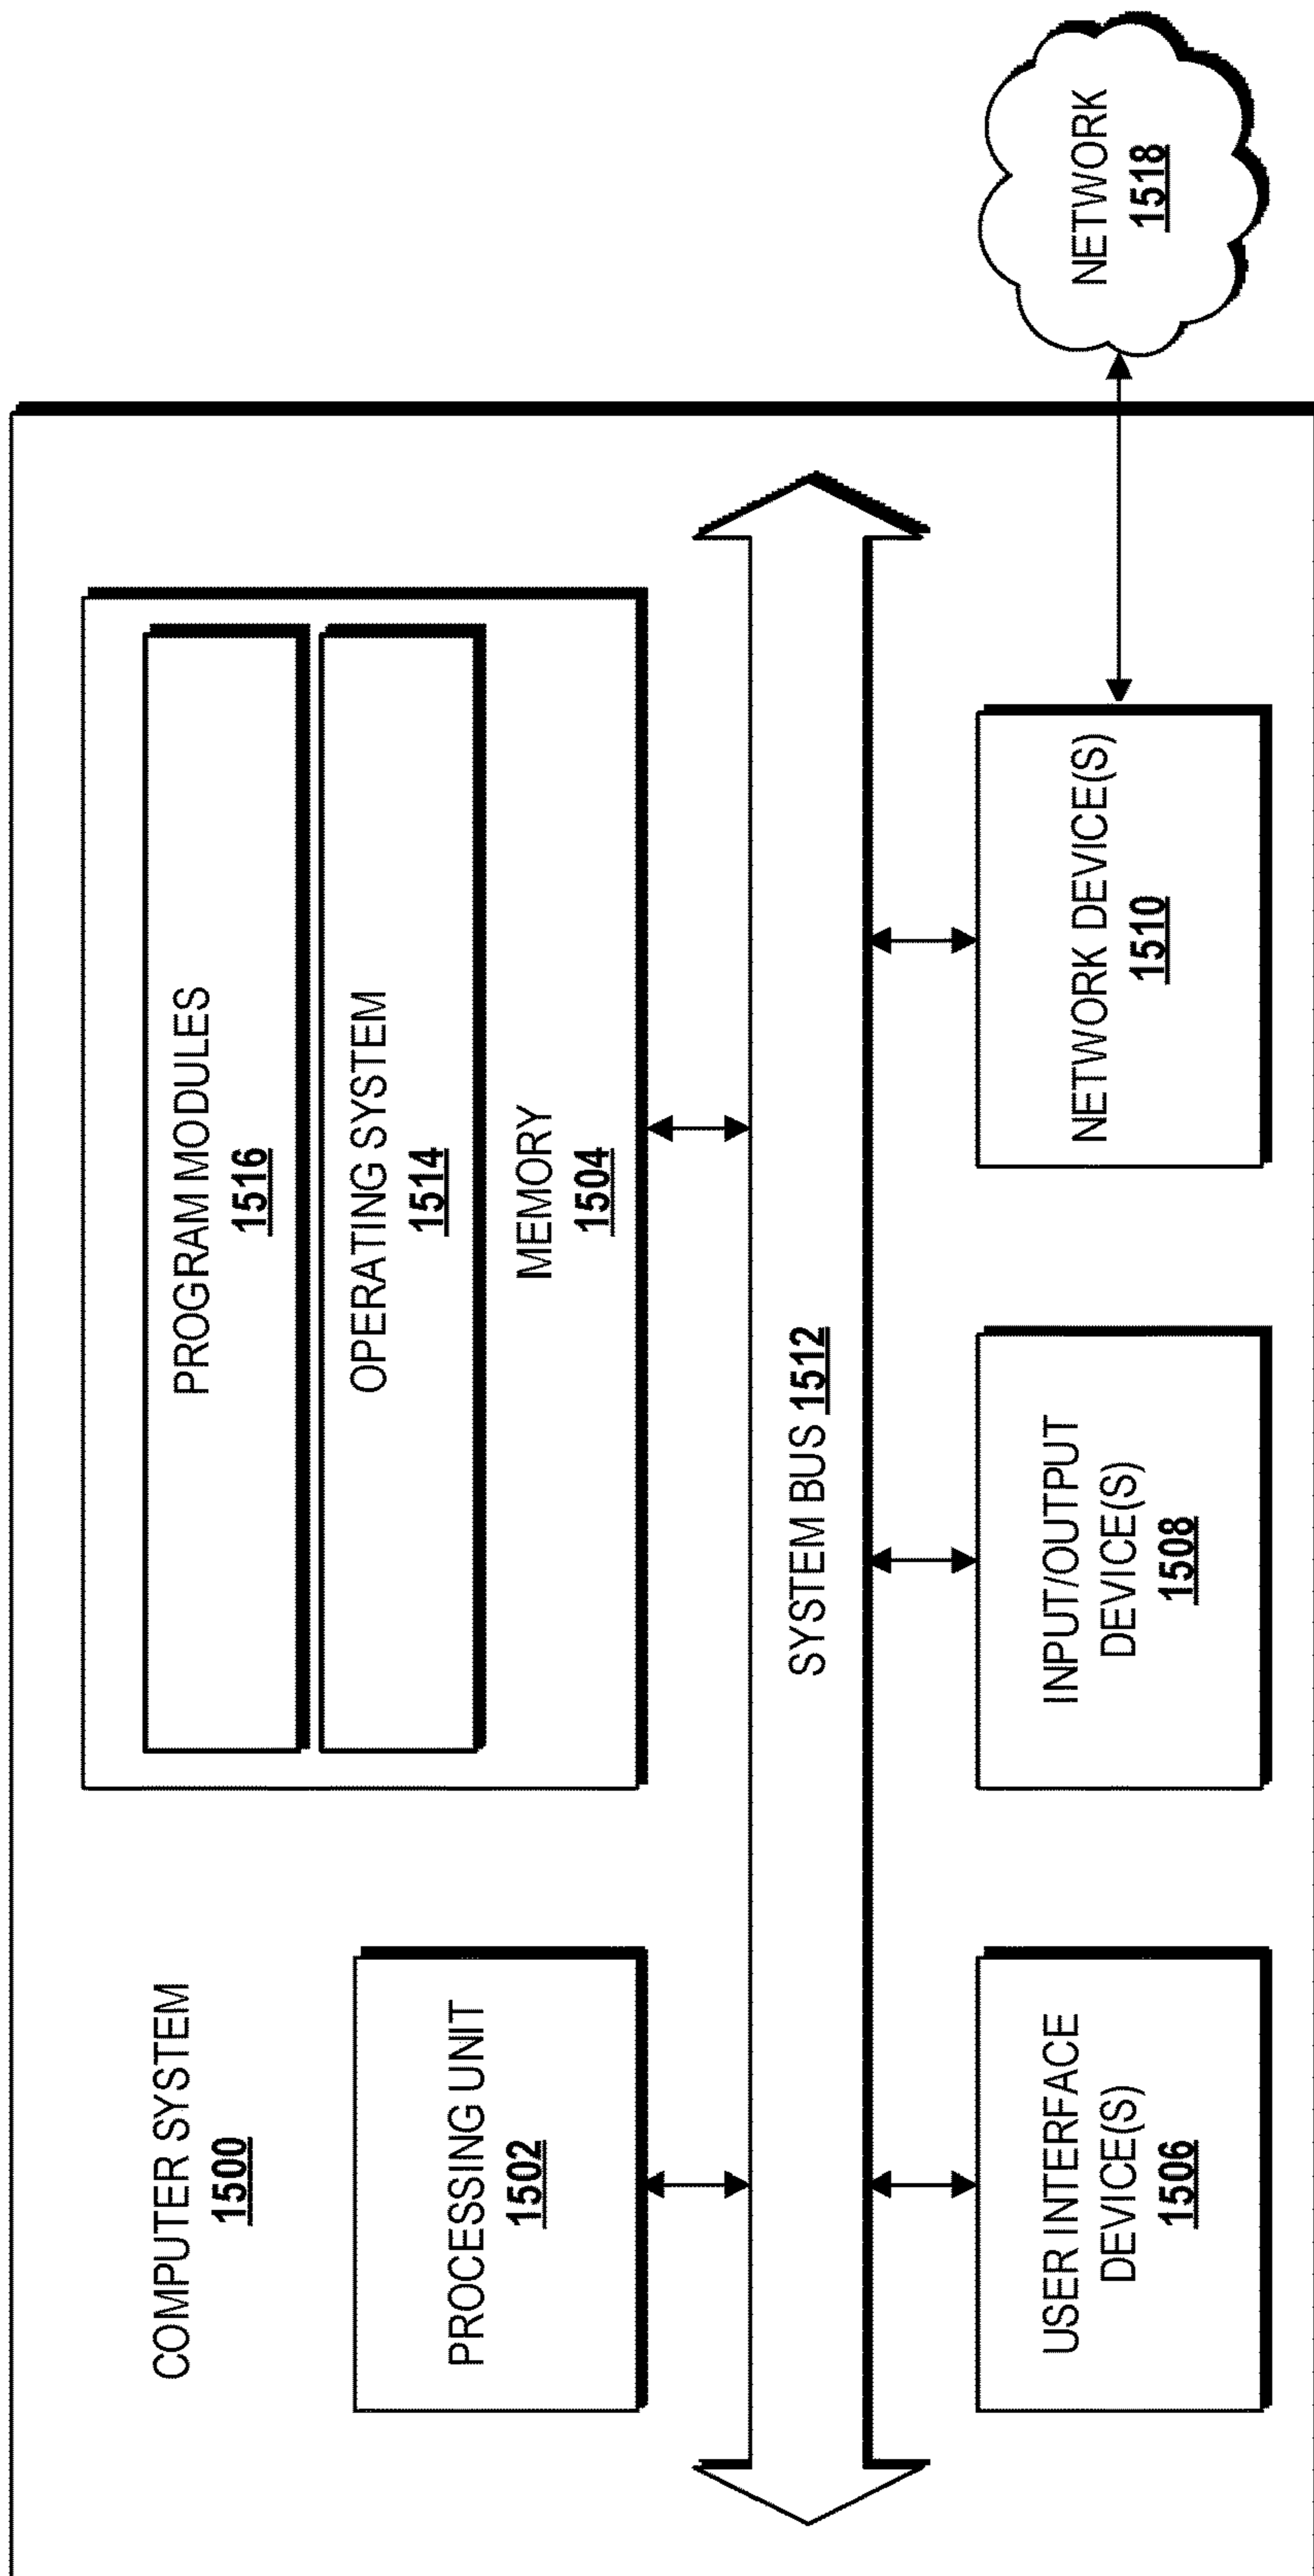 COMPUTER SYSTEM
1500
PROGRAM MODULES
1516
OPERATING SYSTEM
1514
MEMORY
1504
PROCESSING UNIT
1502
SYSTEM BUS 1512
USER INTERFACE
DEVICE(S)
1506
INPUT/OUTPUT
DEVICE(S)
1508
NETWORK DEVICE(S)
1510
NETWORK
1518